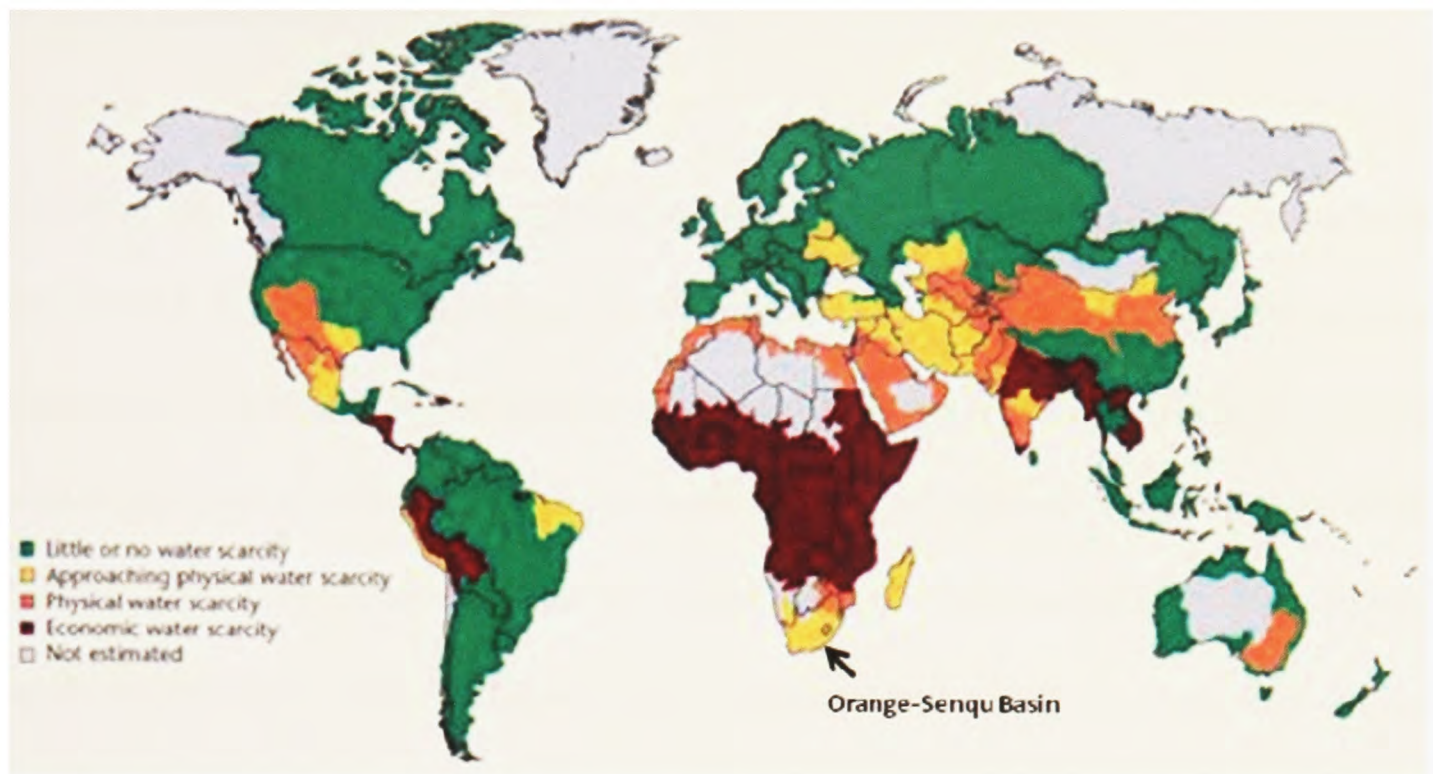 Little or no water scarcity
Approaching physical water scarcity
Physical water scarcity
Economic water scarcity
Not estimated
Orange-Senqu Basin